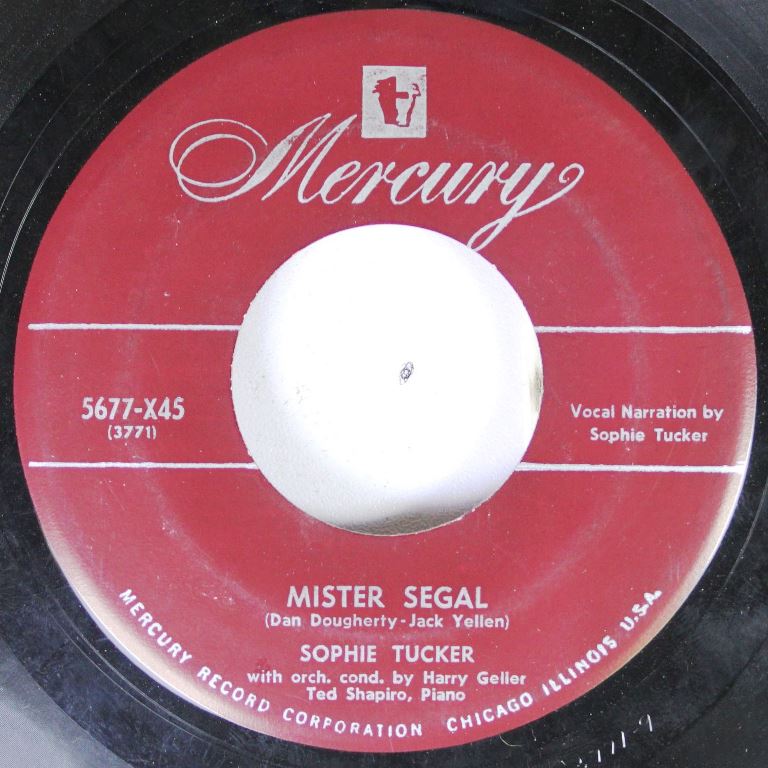 Mercury
5677-X45
(3771)
Vocal Narration by
Sophie Tucker
MISTER SEGAL
(Dan Dougherty-Jack Yellen)
SOPHIE TUCKER
with orch. cond. by Harry Geller
Ted Shapiro, Piano
MERCURY RECORD CORPORATION CHICAGO ILLINOIS U.S.A.